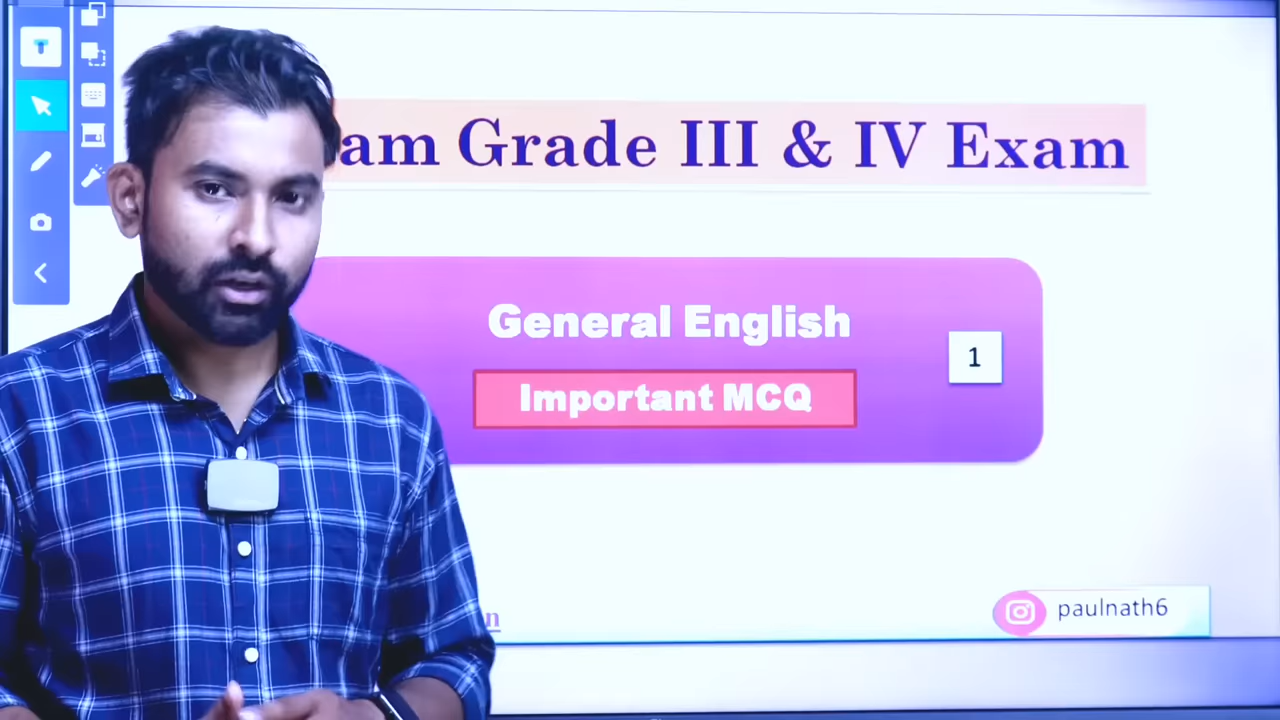 am Grade III & IV Exam
General English
Important MCQ
1
paulnath6